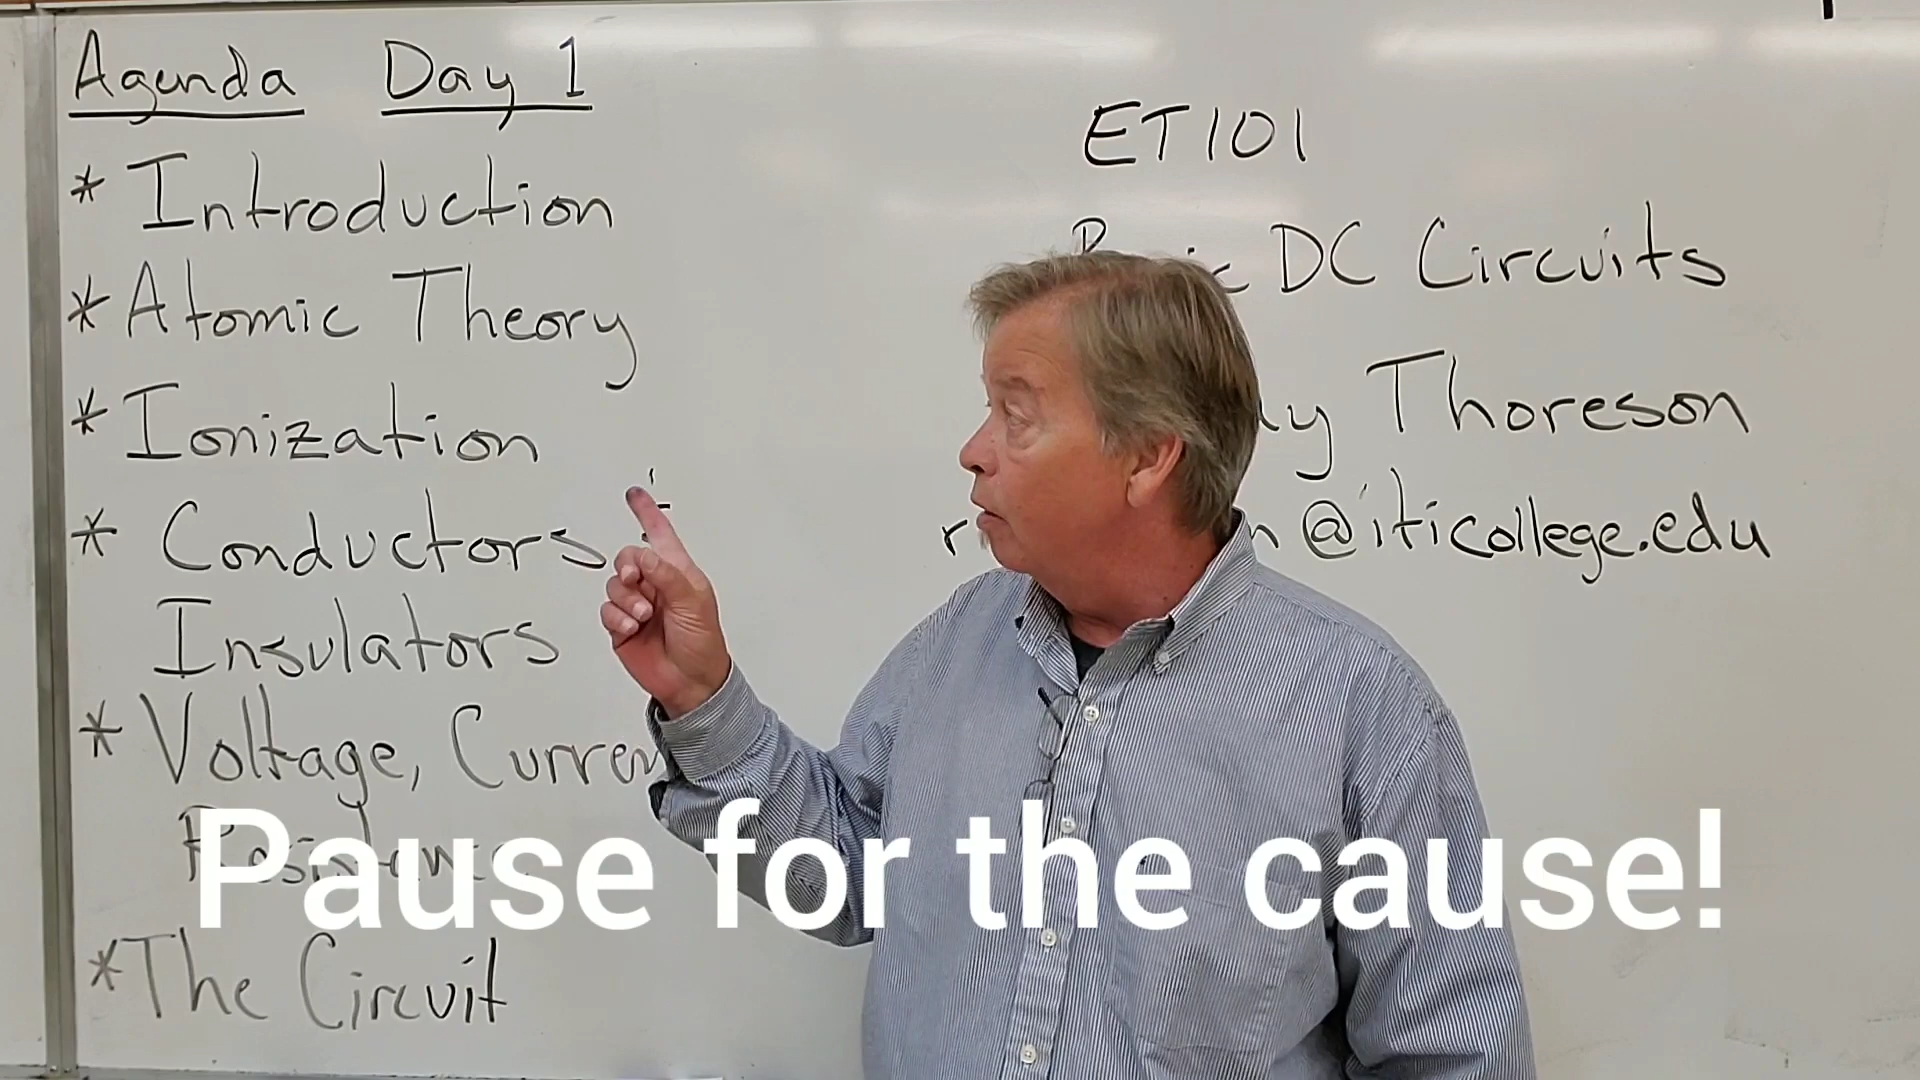 Agenda Day 1
* Introduction
* Atomic Theory
* Ionization
* Conductors +
Insulators
* Voltage, Curren
Resistance
* The Circuit
ET101
DC Circuits
Thoreson
@iticollege.edu
Pause for the cause!